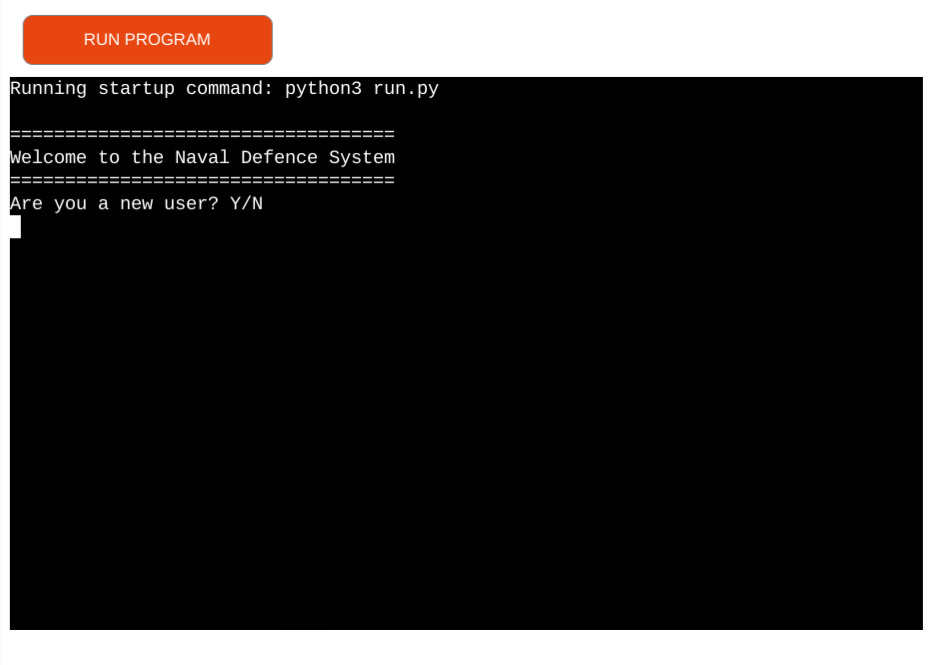 RUN PROGRAM
Running startup command: python3 run.py
===================================
Welcome to the Naval Defence System
===================================
Are you a new user? Y/N